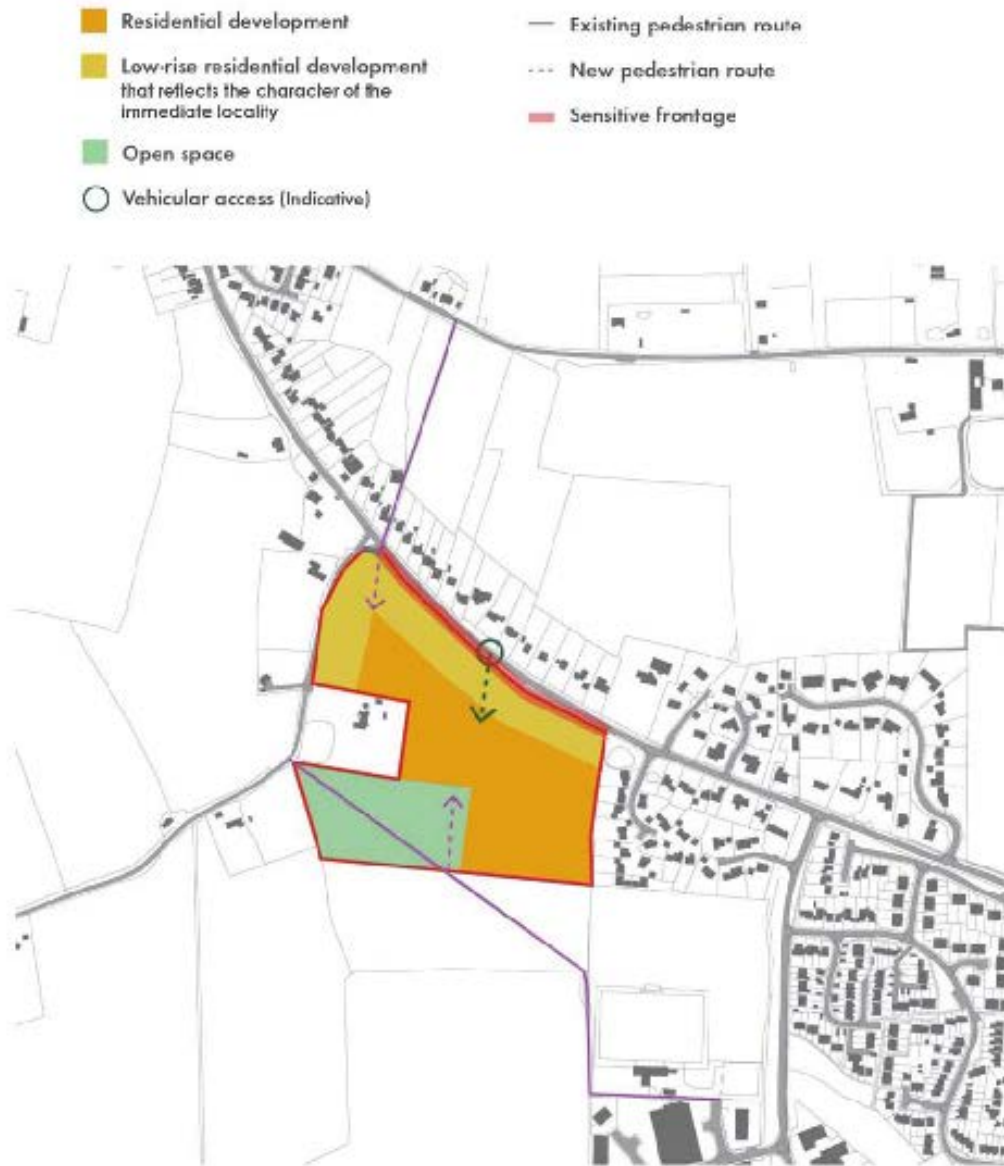 Residential development
Low-rise residential development
that reflects the character of the
immediate locality
Open space
Vehicular access (Indicative)
Existing pedestrian route
New pedestrian route
Sensitive frontage